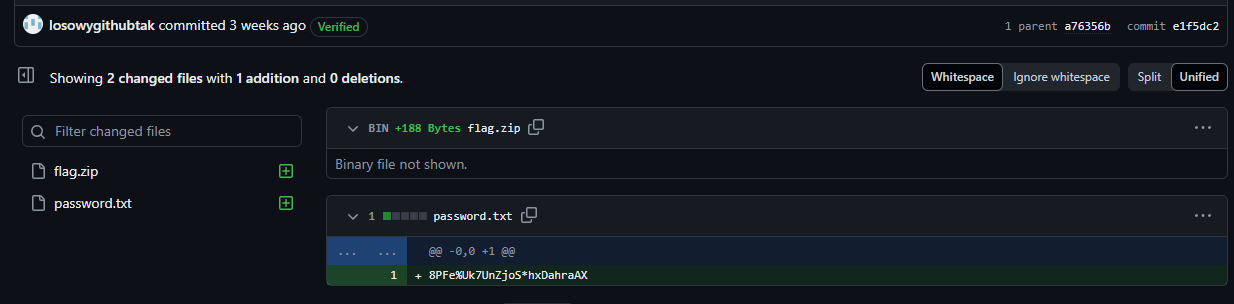 losowygithubtak committed 3 weeks ago Verified 1 parent a76356b commit e1f5dc2
Showing 2 changed files with 1 addition and 0 deletions. Whitespace Ignore whitespace Split Unified
Filter changed files
flag.zip
password.txt
BIN +188 Bytes flag.zip
Binary file not shown.
1 password.txt
... ... @@ -0,0 +1 @@
1 + 8PFe%Uk7UnZjoS*hxDahraAX